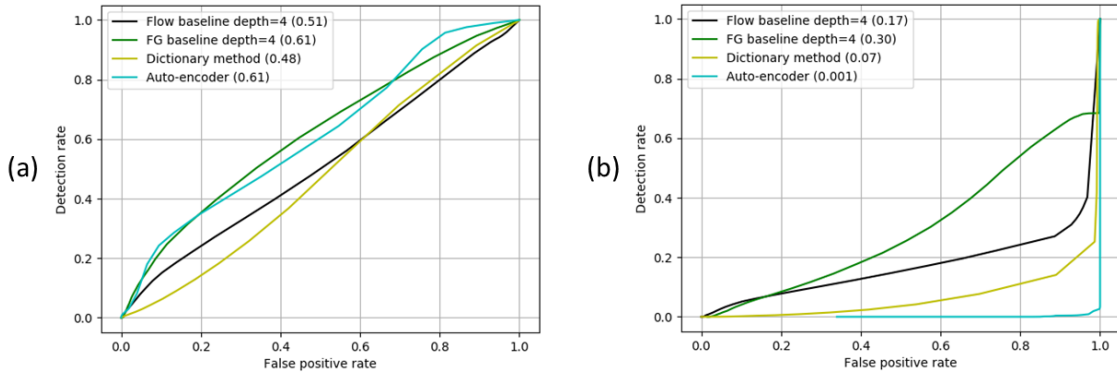 (a)
Detection rate
1.0
0.8
0.6
0.4
0.2
0.0
Flow baseline depth=4 (0.51)
FG baseline depth=4 (0.61)
Dictionary method (0.48)
Auto-encoder (0.61)
0.0 0.2 0.4 0.6 0.8 1.0
False positive rate
(b)
Detection rate
1.0
0.8
0.6
0.4
0.2
0.0
Flow baseline depth=4 (0.17)
FG baseline depth=4 (0.30)
Dictionary method (0.07)
Auto-encoder (0.001)
0.0 0.2 0.4 0.6 0.8 1.0
False positive rate